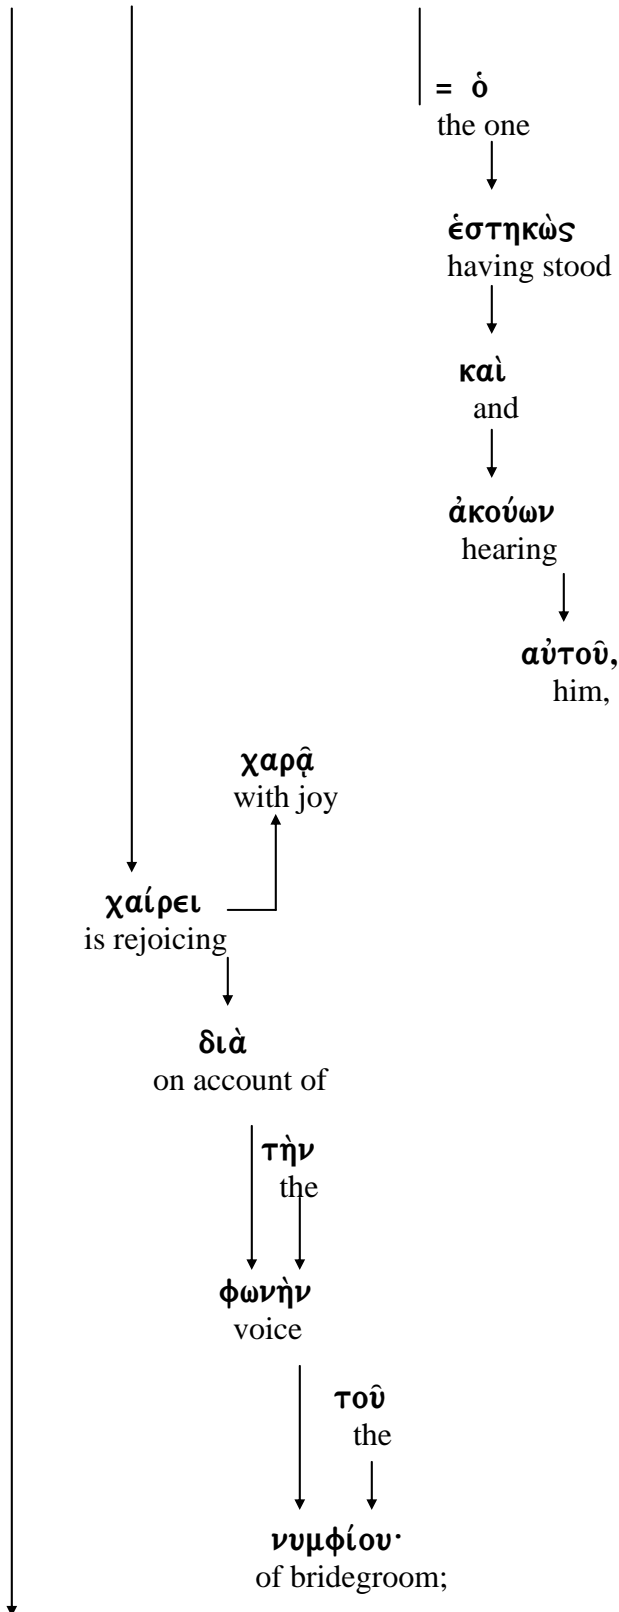 = ὁ
the one
ἑστηκὼς
having stood
καὶ
and
ἀκούων
hearing
αὐτοῦ,
him,
χαρᾷ
with joy
χαίρει
is rejoicing
διὰ
on account of
τὴν
the
φωνὴν
voice
τοῦ
the
νυμφίου·
of bridegroom;